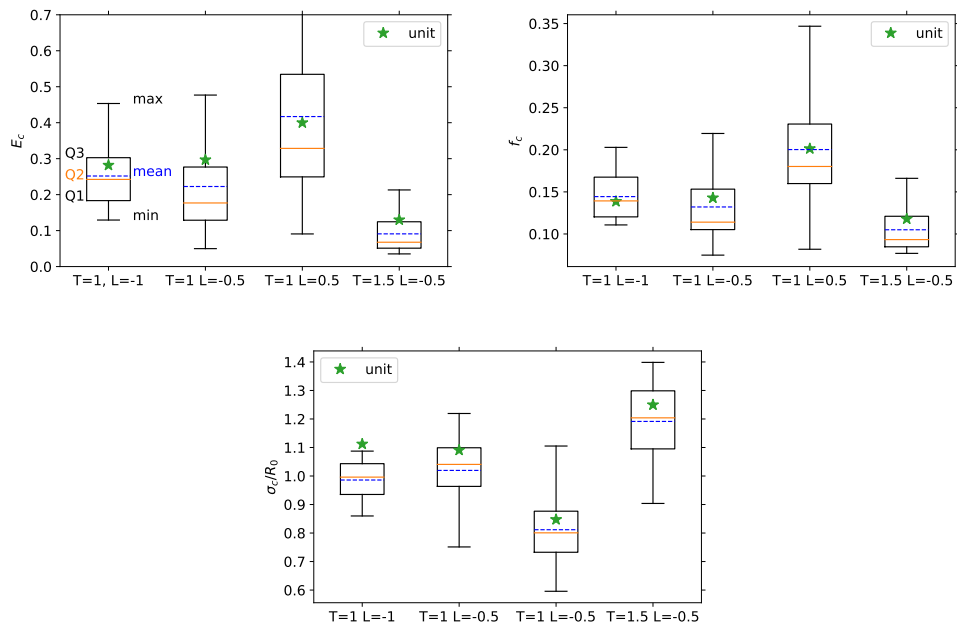 0.7
0.6
0.5
0.4
0.3
0.2
0.1
0.0
E_c
unit
max
Q3
Q2
Q1
mean
min
T=1, L=-1 T=1 L=-0.5 T=1 L=0.5 T=1.5 L=-0.5
0.35
0.30
0.25
0.20
0.15
0.10
f_c
unit
T=1 L=-1 T=1 L=-0.5 T=1 L=0.5 T=1.5 L=-0.5
1.4
1.3
1.2
1.1
1.0
0.9
0.8
0.7
0.6
σ_c/R_0
unit
T=1 L=-1 T=1 L=-0.5 T=1 L=-0.5 T=1.5 L=-0.5